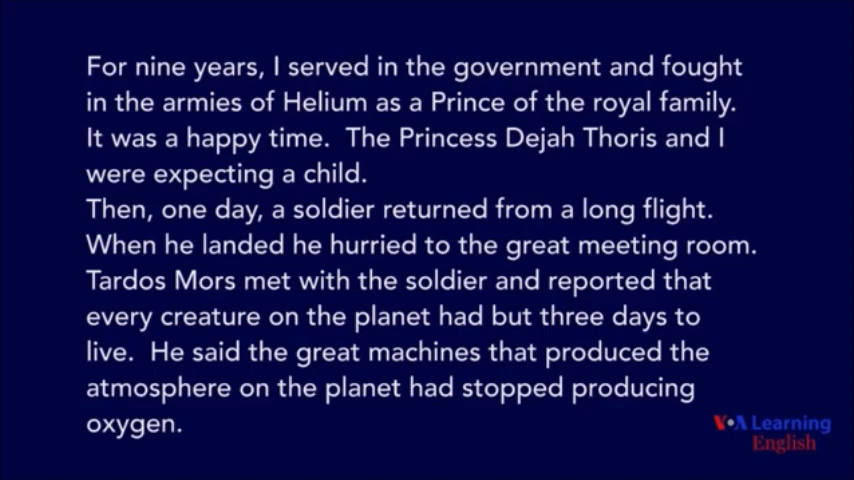 For nine years, I served in the government and fought
in the armies of Helium as a Prince of the royal family.
It was a happy time.  The Princess Dejah Thoris and I
were expecting a child.
Then, one day, a soldier returned from a long flight.
When he landed he hurried to the great meeting room.
Tardos Mors met with the soldier and reported that
every creature on the planet had but three days to
live.  He said the great machines that produced the
atmosphere on the planet had stopped producing
oxygen.
VOA Learning
English